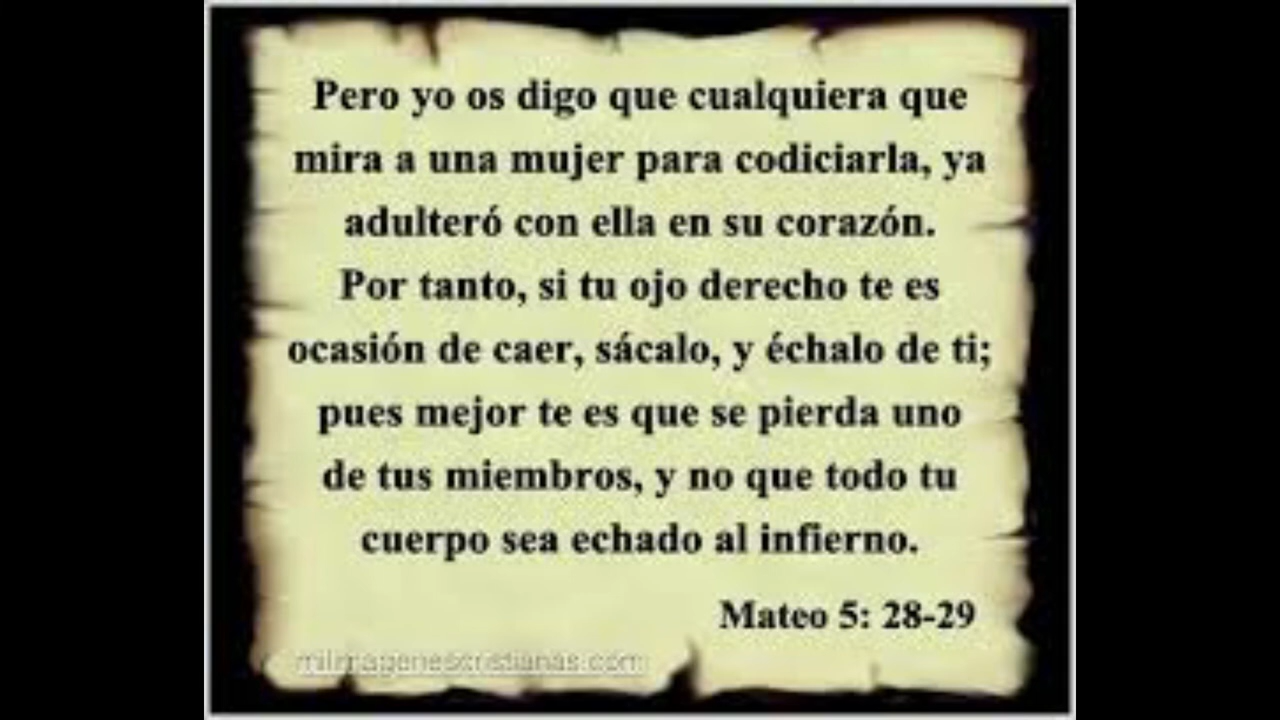 Pero yo os digo que cualquiera que
mira a una mujer para codiciarla, ya
adulteró con ella en su corazón.
Por tanto, si tu ojo derecho te es
ocasión de caer, sácalo, y échalo de ti;
pues mejor te es que se pierda uno
de tus miembros, y no que todo tu
cuerpo sea echado al infierno.
Mateo 5: 28-29
milmagenescristianas.com